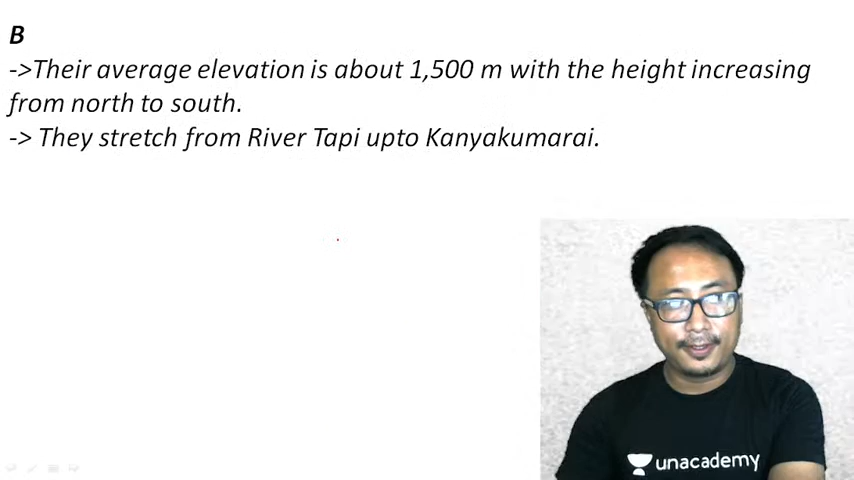 B
->Their average elevation is about 1,500 m with the height increasing
from north to south.
-> They stretch from River Tapi upto Kanyakumarai.
unacademy